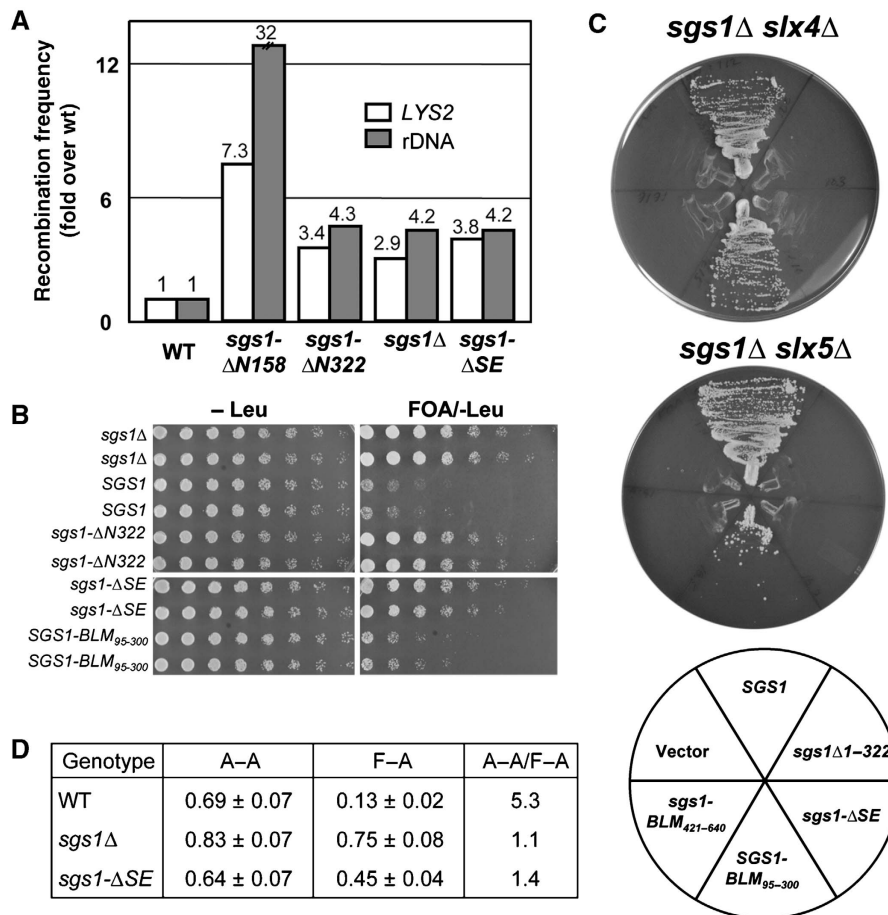 A
Recombination frequency
(fold over wt)
12
6
0
1
1
7.3
32
3.4
4.3
2.9
4.2
3.8
4.2
LYS2
rDNA
WT
sgs1-
ΔN158
sgs1-
ΔN322
sgs1Δ
sgs1-
ΔSE
B
– Leu
FOA/-Leu
sgs1Δ
sgs1Δ
SGS1
SGS1
sgs1-ΔN322
sgs1-ΔN322
sgs1-ΔSE
sgs1-ΔSE
SGS1-BLM95-300
SGS1-BLM95-300
C
sgs1Δ slx4Δ
sgs1Δ slx5Δ
SGS1
Vector
sgs1Δ1–322
sgs1-
BLM421–640
sgs1-ΔSE
SGS1-
BLM95–300
D
Genotype A–A F–A A–A/F–A
WT 0.69 ± 0.07 0.13 ± 0.02 5.3
sgs1Δ 0.83 ± 0.07 0.75 ± 0.08 1.1
sgs1-ΔSE 0.64 ± 0.07 0.45 ± 0.04 1.4